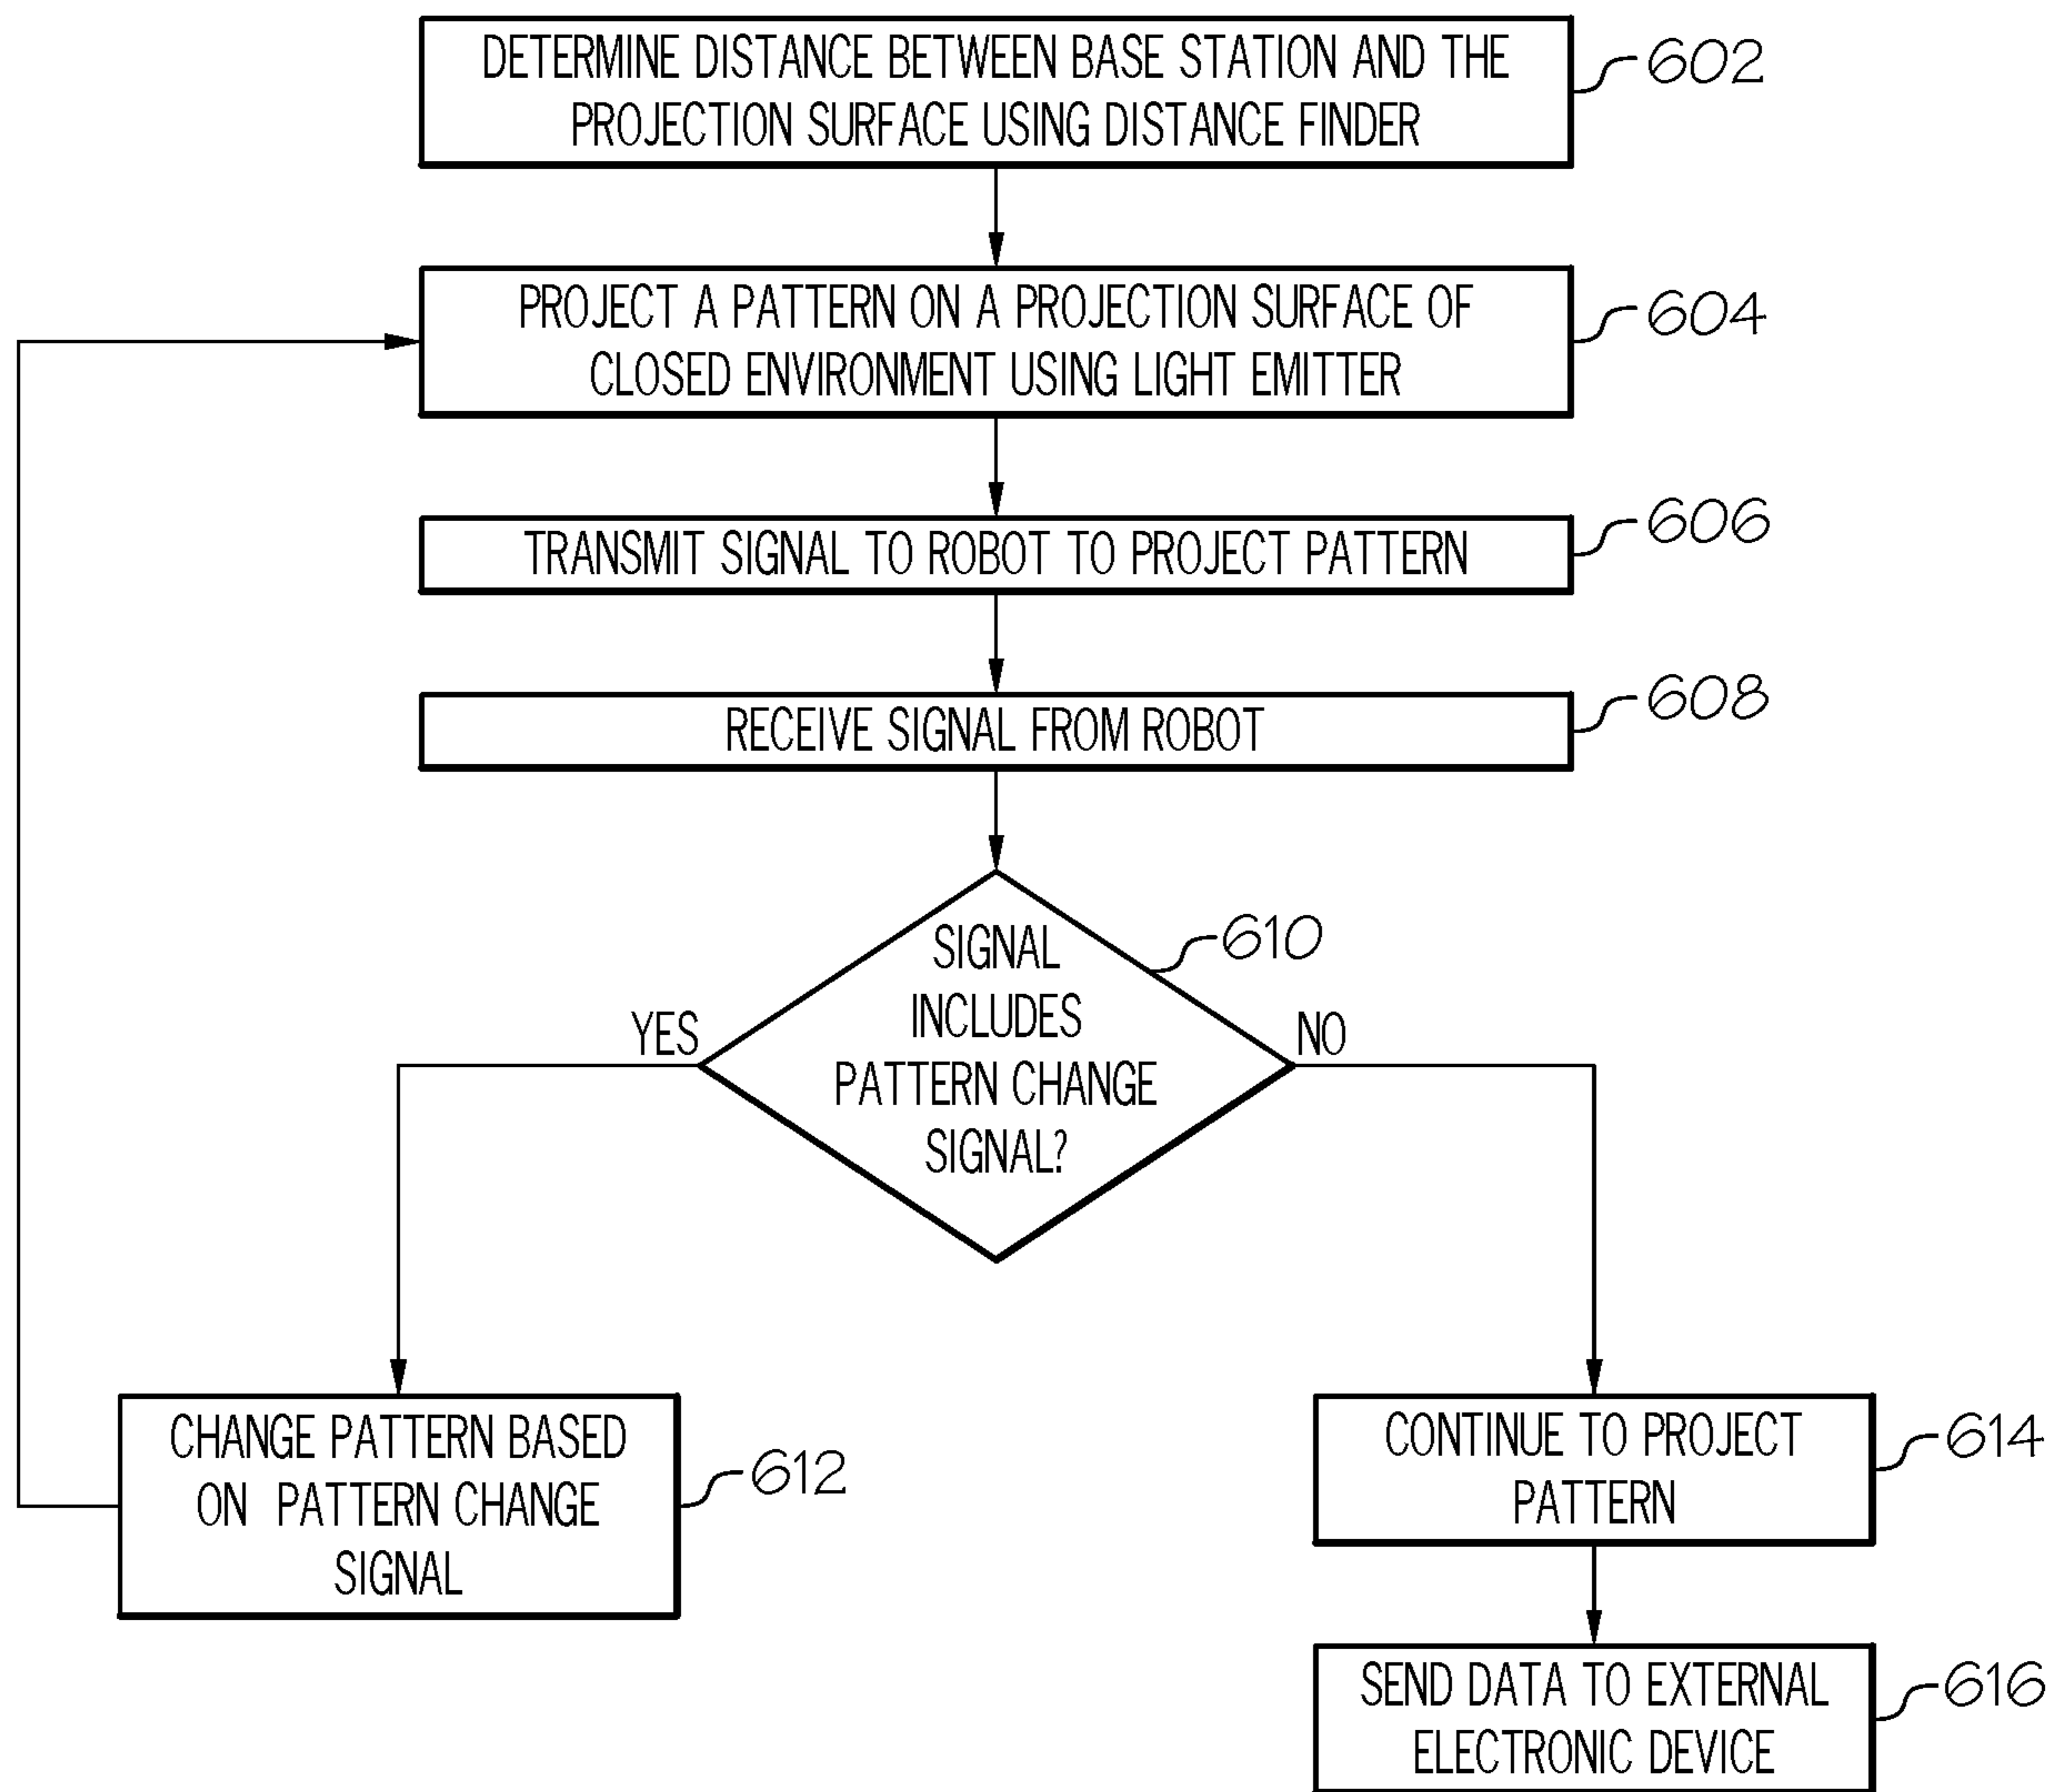 DETERMINE DISTANCE BETWEEN BASE STATION AND THE
PROJECTION SURFACE USING DISTANCE FINDER
602
PROJECT A PATTERN ON A PROJECTION SURFACE OF
CLOSED ENVIRONMENT USING LIGHT EMITTER
604
TRANSMIT SIGNAL TO ROBOT TO PROJECT PATTERN
606
RECEIVE SIGNAL FROM ROBOT
608
SIGNAL
INCLUDES
PATTERN CHANGE
SIGNAL?
610
YES
NO
CHANGE PATTERN BASED
ON PATTERN CHANGE
SIGNAL
612
CONTINUE TO PROJECT
PATTERN
614
SEND DATA TO EXTERNAL
ELECTRONIC DEVICE
616